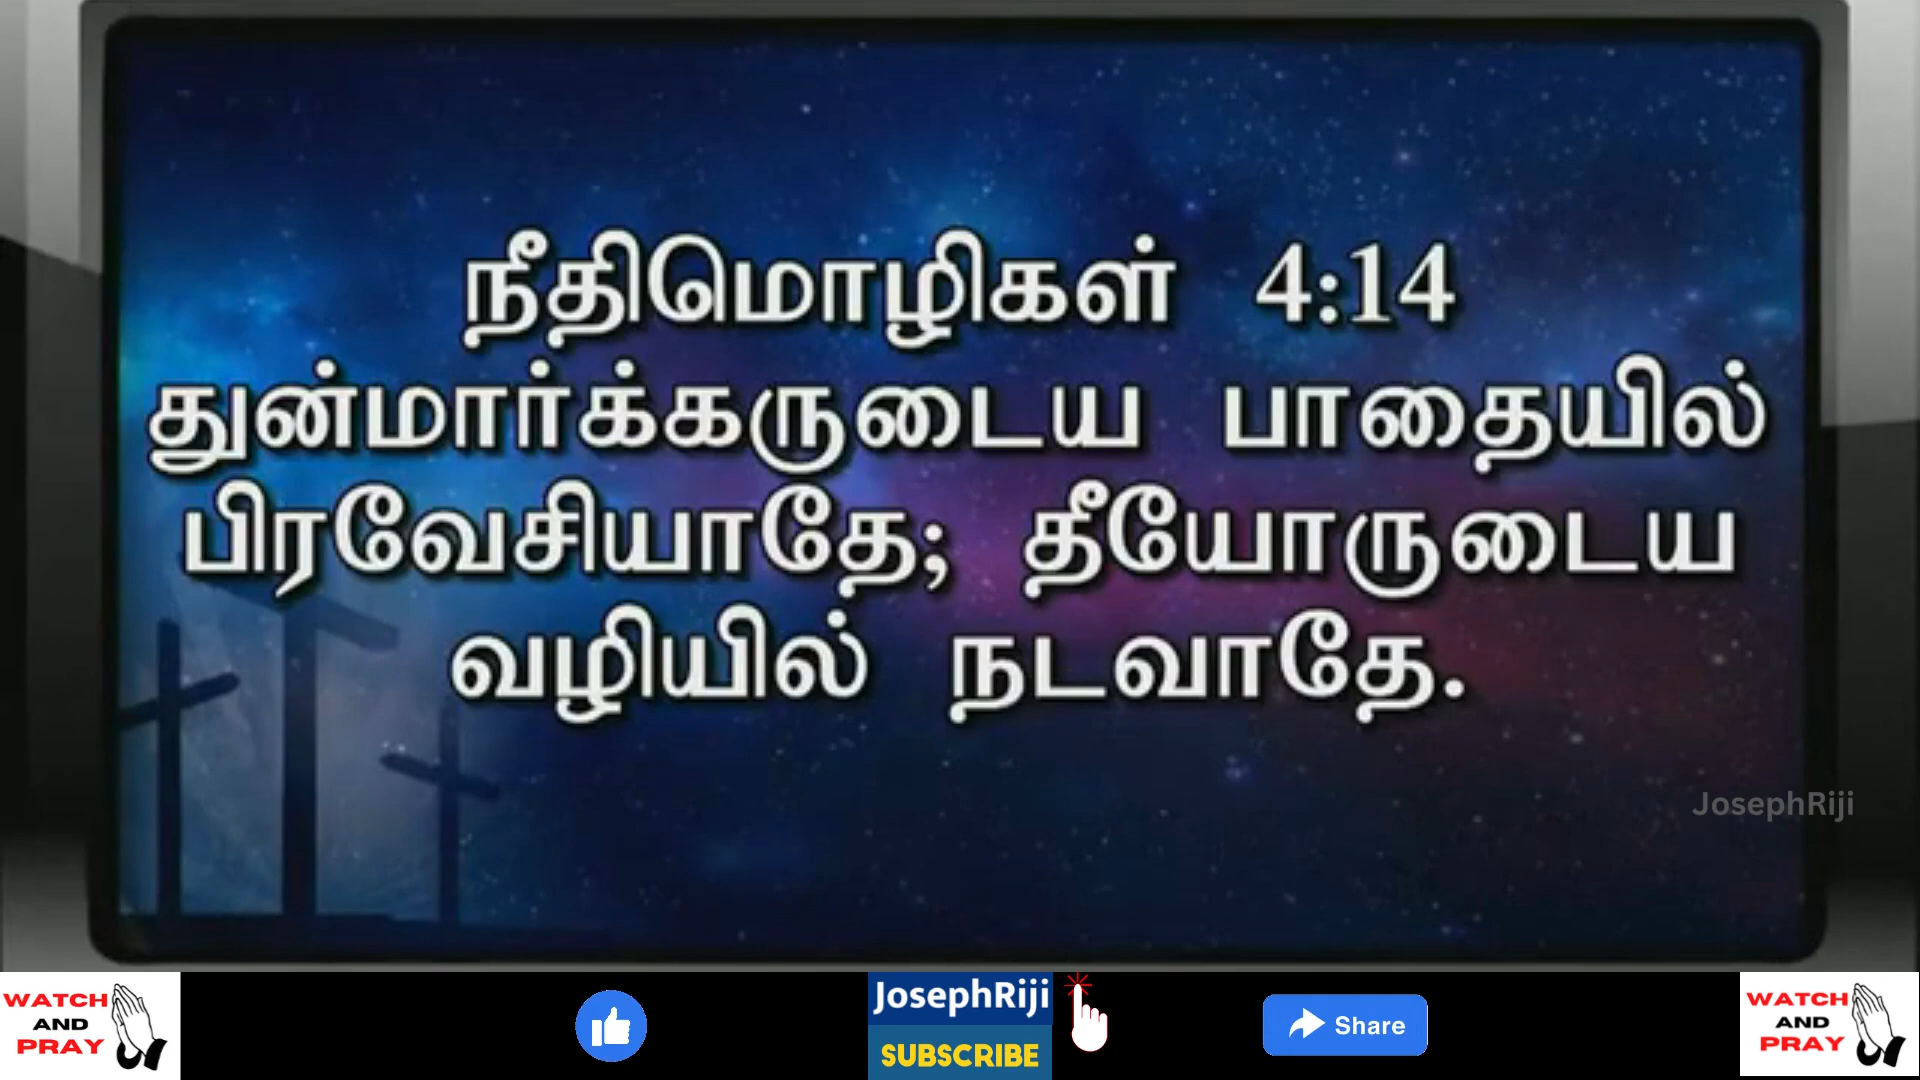 நீதிமொழிகள் 4:14
துன்மார்க்கருடைய பாதையில்
பிரவேசியாதே; தீயோருடைய
வழியில் நடவாதே.
JosephRiji
WATCH
AND
PRAY
JosephRiji
SUBSCRIBE
Share
WATCH
AND
PRAY